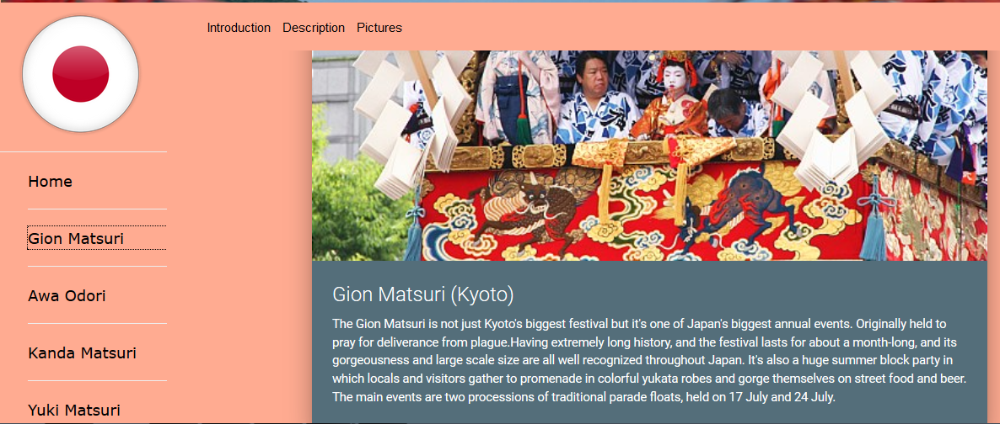 Introduction Description Pictures
Home
Gion Matsuri
Awa Odori
Kanda Matsuri
Yuki Matsuri
Gion Matsuri (Kyoto)
The Gion Matsuri is not just Kyoto's biggest festival but it's one of Japan's biggest annual events. Originally held to
pray for deliverance from plague.Having extremely long history, and the festival lasts for about a month-long, and its
gorgeousness and large scale size are all well recognized throughout Japan. It's also a huge summer block party in
which locals and visitors gather to promenade in colorful yukata robes and gorge themselves on street food and beer.
The main events are two processions of traditional parade floats, held on 17 July and 24 July.